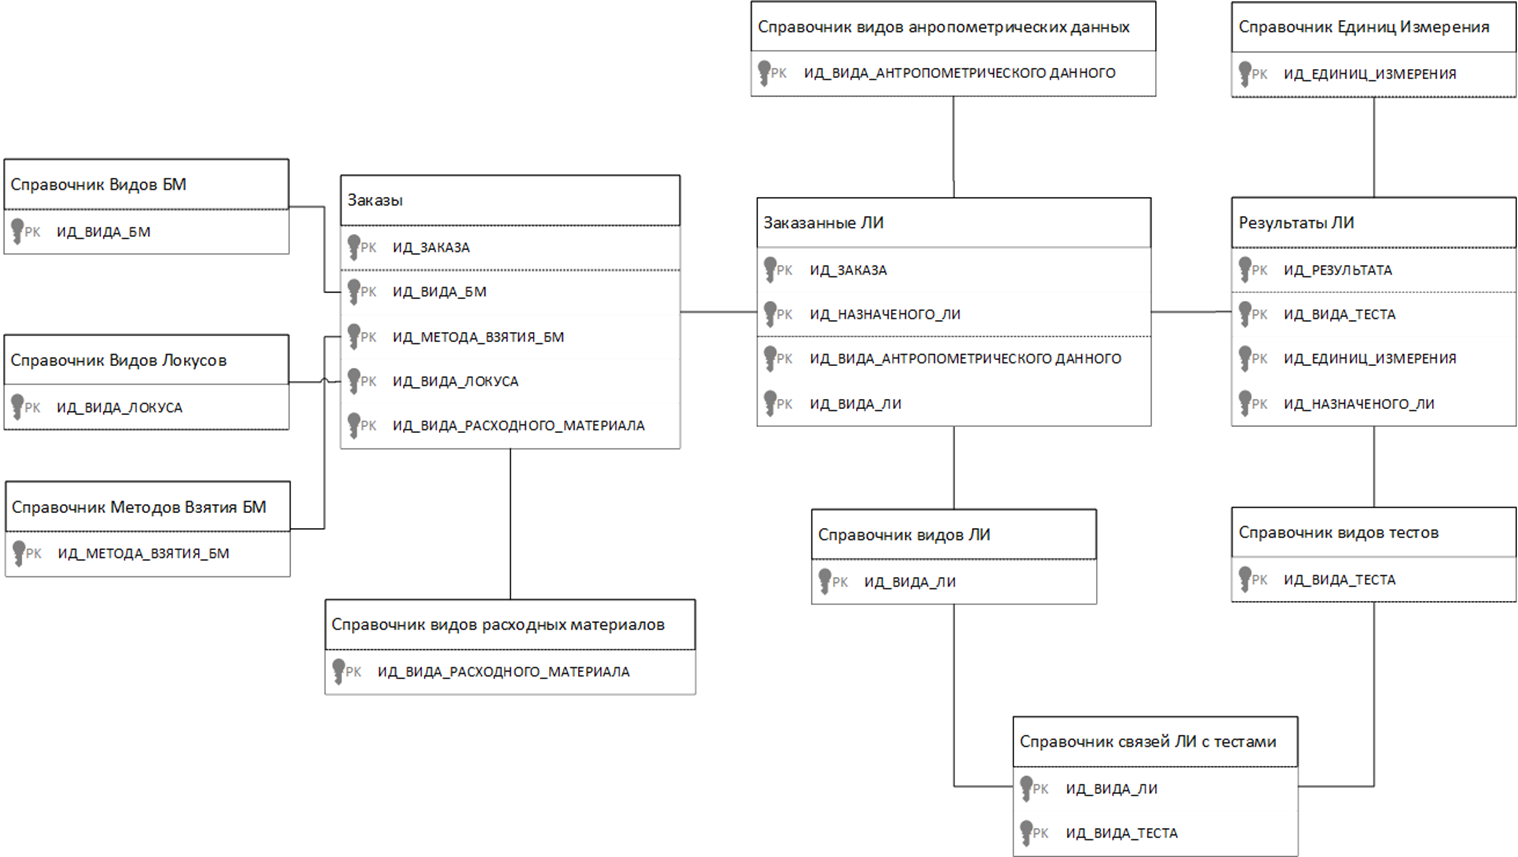 Справочник видов анропометрических данных
PK ИД_ВИДА_АНТРОПОМЕТРИЧЕСКОГО ДАННОГО
Справочник Единиц Измерения
PK ИД_ЕДИНИЦ_ИЗМЕРЕНИЯ
Справочник Видов БМ
PK ИД_ВИДА_БМ
Заказы
PK ИД_ЗАКАЗА
PK ИД_ВИДА_БМ
PK ИД_МЕТОДА_ВЗЯТИЯ_БМ
PK ИД_ВИДА_ЛОКУСА
PK ИД_ВИДА_РАСХОДНОГО_МАТЕРИАЛА
Заказанные ЛИ
PK ИД_ЗАКАЗА
PK ИД_НАЗНАЧЕНОГО_ЛИ
PK ИД_ВИДА_АНТРОПОМЕТРИЧЕСКОГО ДАННОГО
PK ИД_ВИДА_ЛИ
Результаты ЛИ
PK ИД_РЕЗУЛЬТАТА
PK ИД_ВИДА_ТЕСТА
PK ИД_ЕДИНИЦ_ИЗМЕРЕНИЯ
PK ИД_НАЗНАЧЕНОГО_ЛИ
Справочник Видов Локусов
PK ИД_ВИДА_ЛОКУСА
Справочник Методов Взятия БМ
PK ИД_МЕТОДА_ВЗЯТИЯ_БМ
Справочник видов ЛИ
PK ИД_ВИДА_ЛИ
Справочник видов тестов
PK ИД_ВИДА_ТЕСТА
Справочник видов расходных материалов
PK ИД_ВИДА_РАСХОДНОГО_МАТЕРИАЛА
Справочник связей ЛИ с тестами
PK ИД_ВИДА_ЛИ
PK ИД_ВИДА_ТЕСТА